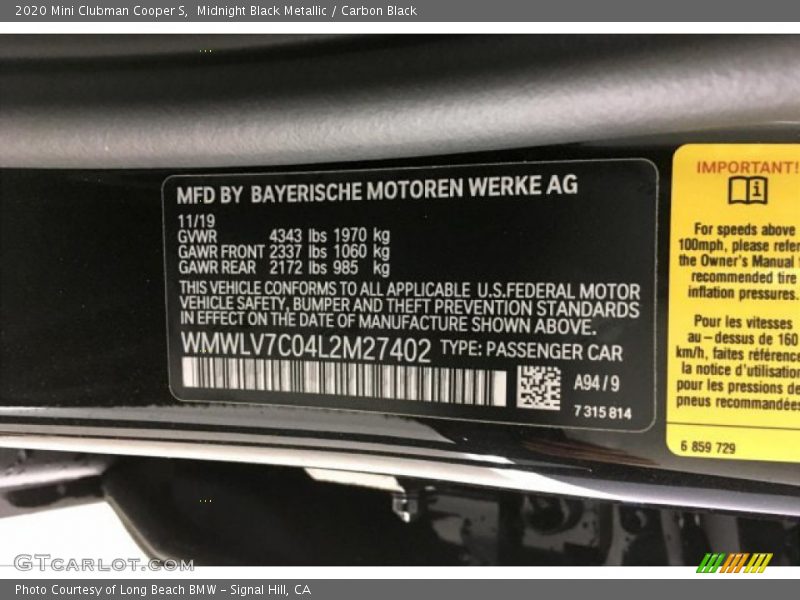 2020 Mini Clubman Cooper S,  Midnight Black Metallic / Carbon Black
MFD BY BAYERISCHE MOTOREN WERKE AG
11/19
GVWR 4343 lbs 1970 kg
GAWR FRONT 2337 lbs 1060 kg
GAWR REAR 2172 lbs 985 kg
THIS VEHICLE CONFORMS TO ALL APPLICABLE U.S.FEDERAL MOTOR
VEHICLE SAFETY, BUMPER AND THEFT PREVENTION STANDARDS
IN EFFECT ON THE DATE OF MANUFACTURE SHOWN ABOVE.
WMWLV7C04L2M27402 TYPE: PASSENGER CAR
A94/9
7 315 814
IMPORTANT!
For speeds above
100mph, please refer
the Owner's Manual
recommended tire
inflation pressures.
Pour les vitesses
au-dessus de 160
km/h, faites référence
la notice d'utilisation
pour les pressions de
pneus recommandées
6 859 729
GTCARLOT.COM
Photo Courtesy of Long Beach BMW – Signal Hill, CA